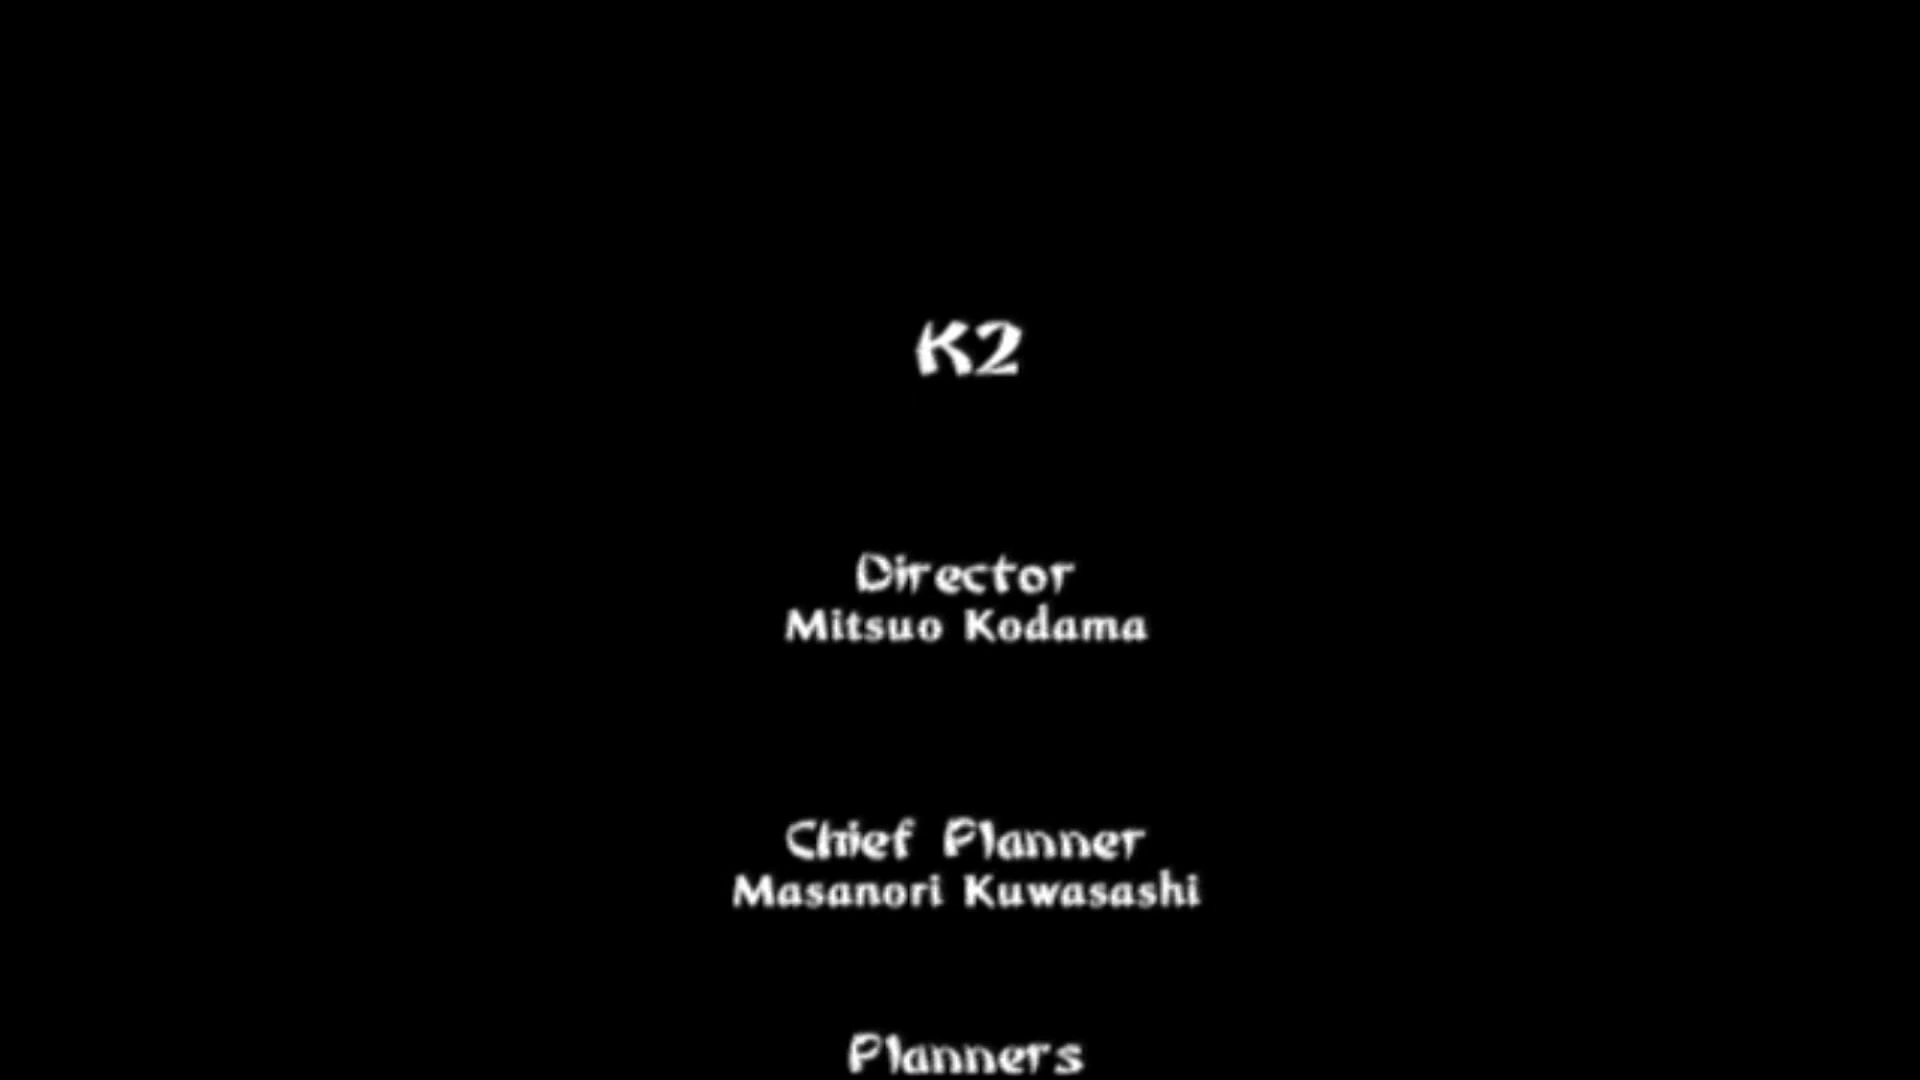 K2
Director
Mitsuo Kodama
Chief Planner
Masanori Kuwasashi
Planners